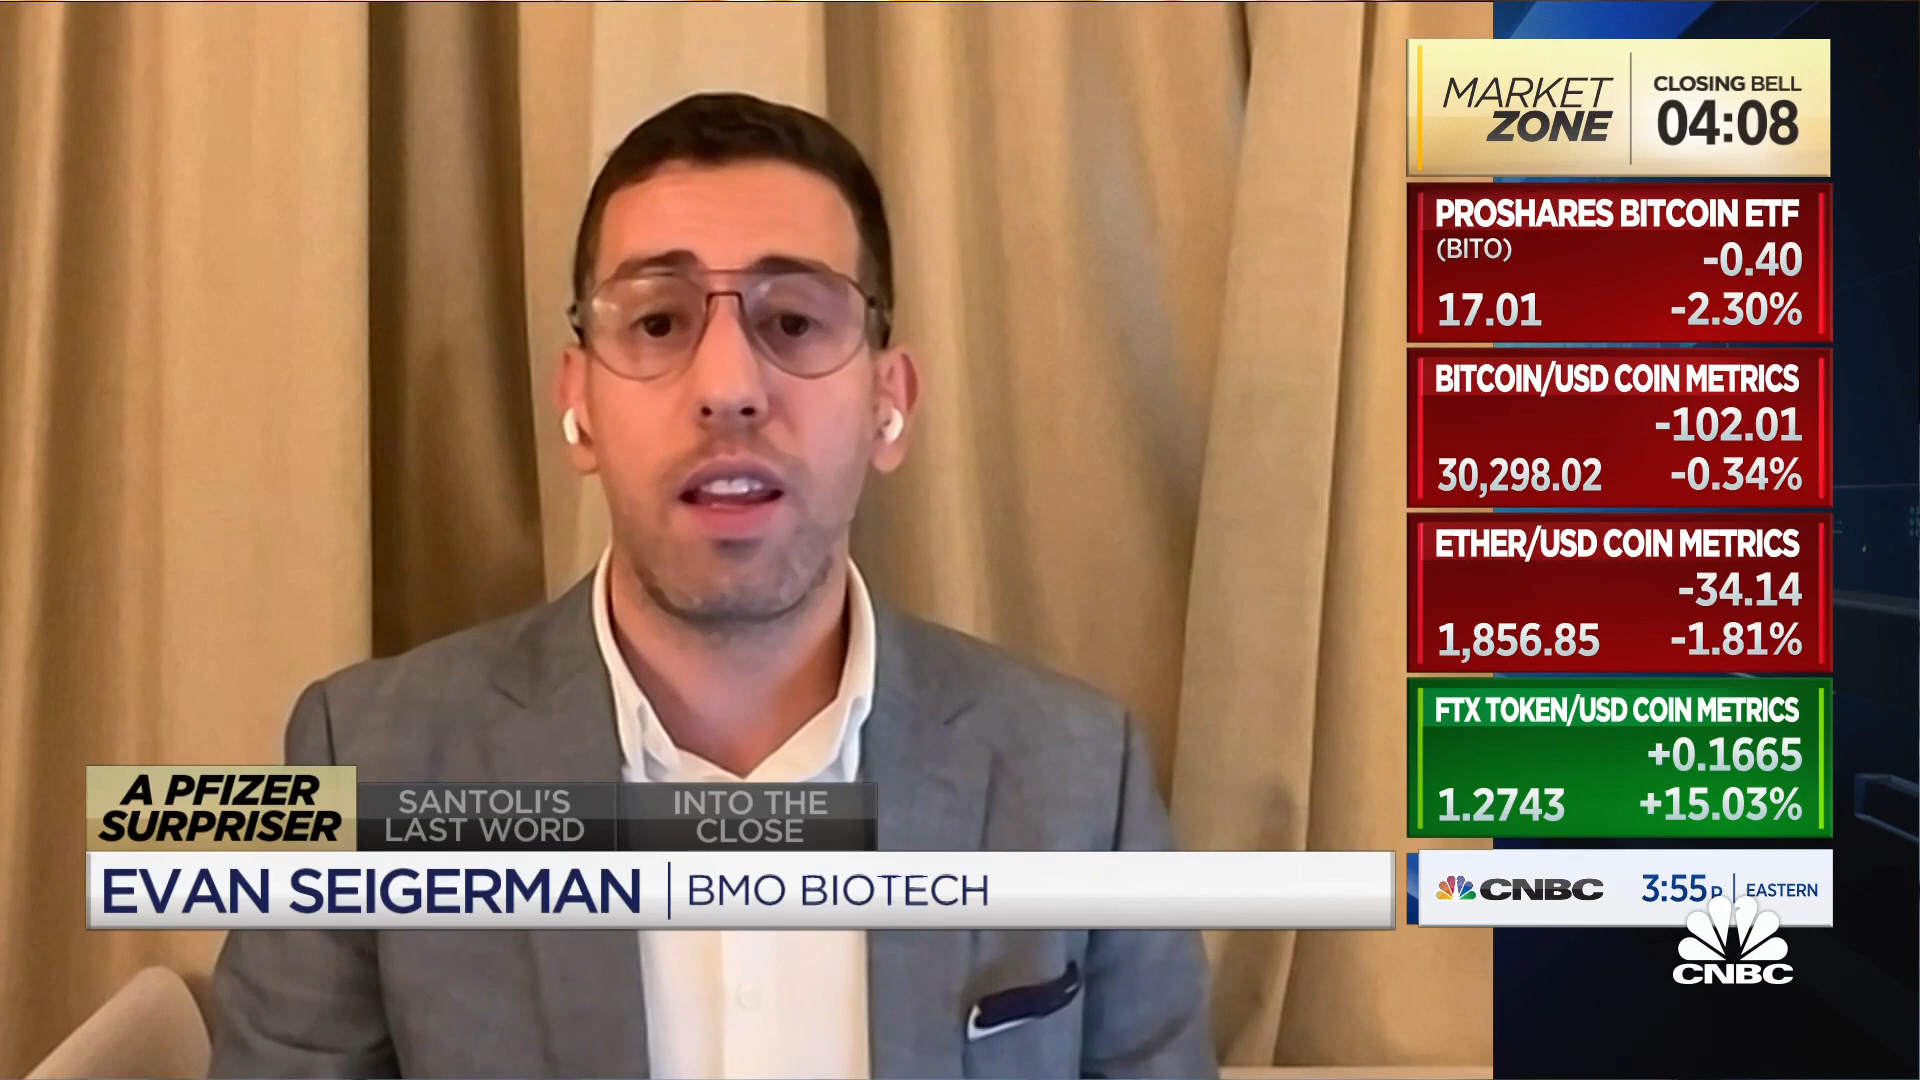 MARKET
ZONE
CLOSING BELL
04:08
PROSHARES BITCOIN ETF
(BITO)
-0.40
17.01 -2.30%
BITCOIN/USD COIN METRICS
-102.01
30,298.02 -0.34%
ETHER/USD COIN METRICS
-34.14
1,856.85 -1.81%
FTX TOKEN/USD COIN METRICS
+0.1665
1.2743 +15.03%
A PFIZER
SURPRISER
SANTOLI'S
LAST WORD
INTO THE
CLOSE
EVAN SEIGERMAN BMO BIOTECH
CNBC 3:55P EASTERN
CNBC